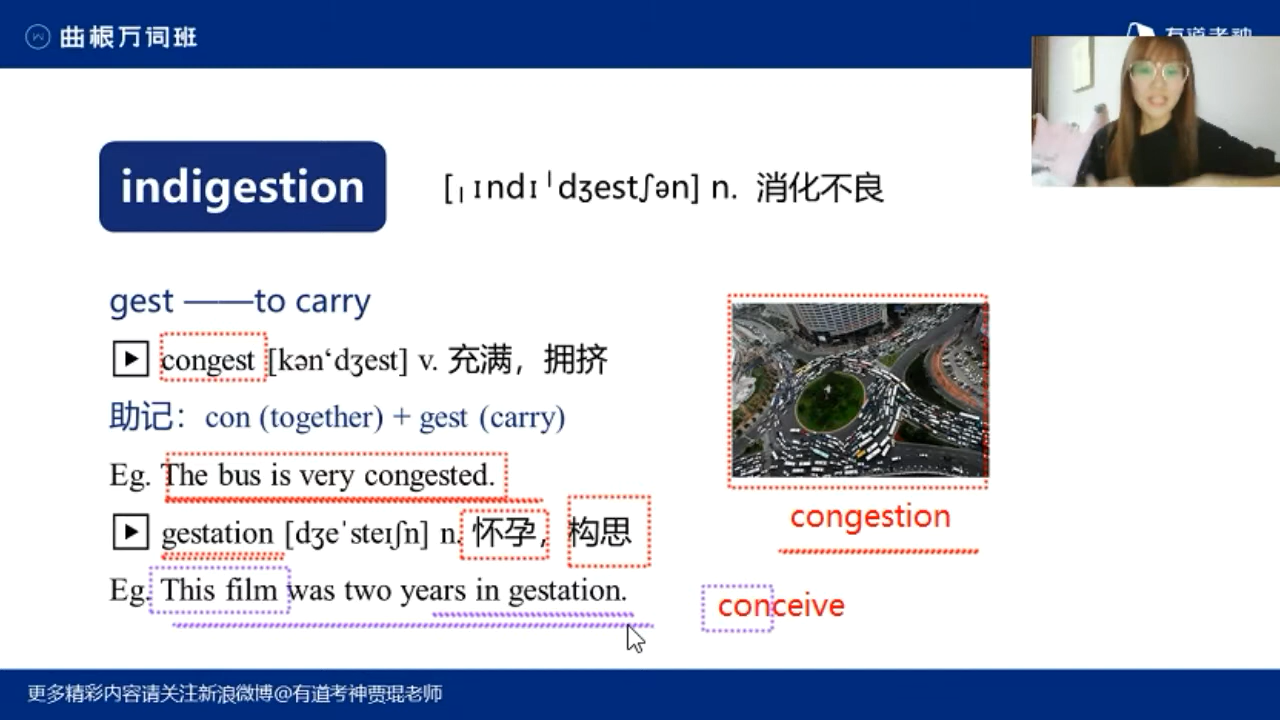 曲根万词班
有道考神
indigestion
[ˌɪndɪˈdʒestʃən] n. 消化不良
gest ——to carry
congest [kən‘dʒest] v. 充满，拥挤
助记：con (together) + gest (carry)
Eg. The bus is very congested.
congestion
gestation [dʒeˈsteɪʃn] n. 怀孕，构思
Eg. This film was two years in gestation.
conceive
更多精彩内容请关注新浪微博@有道考神贾琨老师